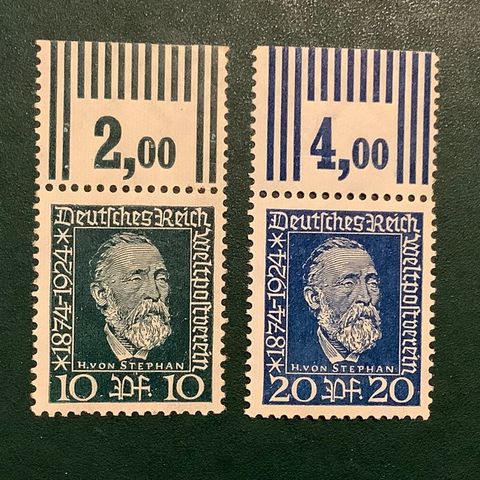 2,00
Deutsches Reich
*1874-1924*
Weltpostverein
H. VON STEPHAN
10 Pf. 10
4,00
Deutsches Reich
*1874-1924*
Weltpostverein
H. VON STEPHAN
20 Pf. 20